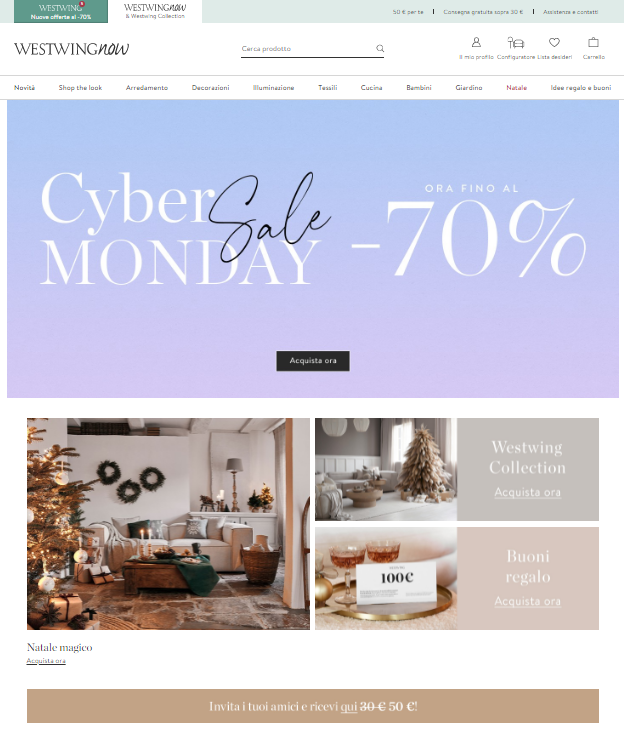 WESTWING
Nuove offerte al -70%
WESTWINGNOW
& Westwing Collection
50 € per te
Consegna gratuita sopra 30 €
Assistenza e contatti
WESTWINGNOW
Cerca prodotto
Il mio profilo
Configuratore
Lista desideri
Carrello
Novità
Shop the look
Arredamento
Decorazioni
Illuminazione
Tessili
Cucina
Bambini
Giardino
Natale
Idee regalo e buoni
Cyber
Sale
MONDAY
ORA FINO AL
-70%
Acquista ora
Westwing
Collection
Acquista ora
100€
Buoni
regalo
Acquista ora
Natale magico
Acquista ora
Invita i tuoi amici e ricevi qui 30 € 50 €!